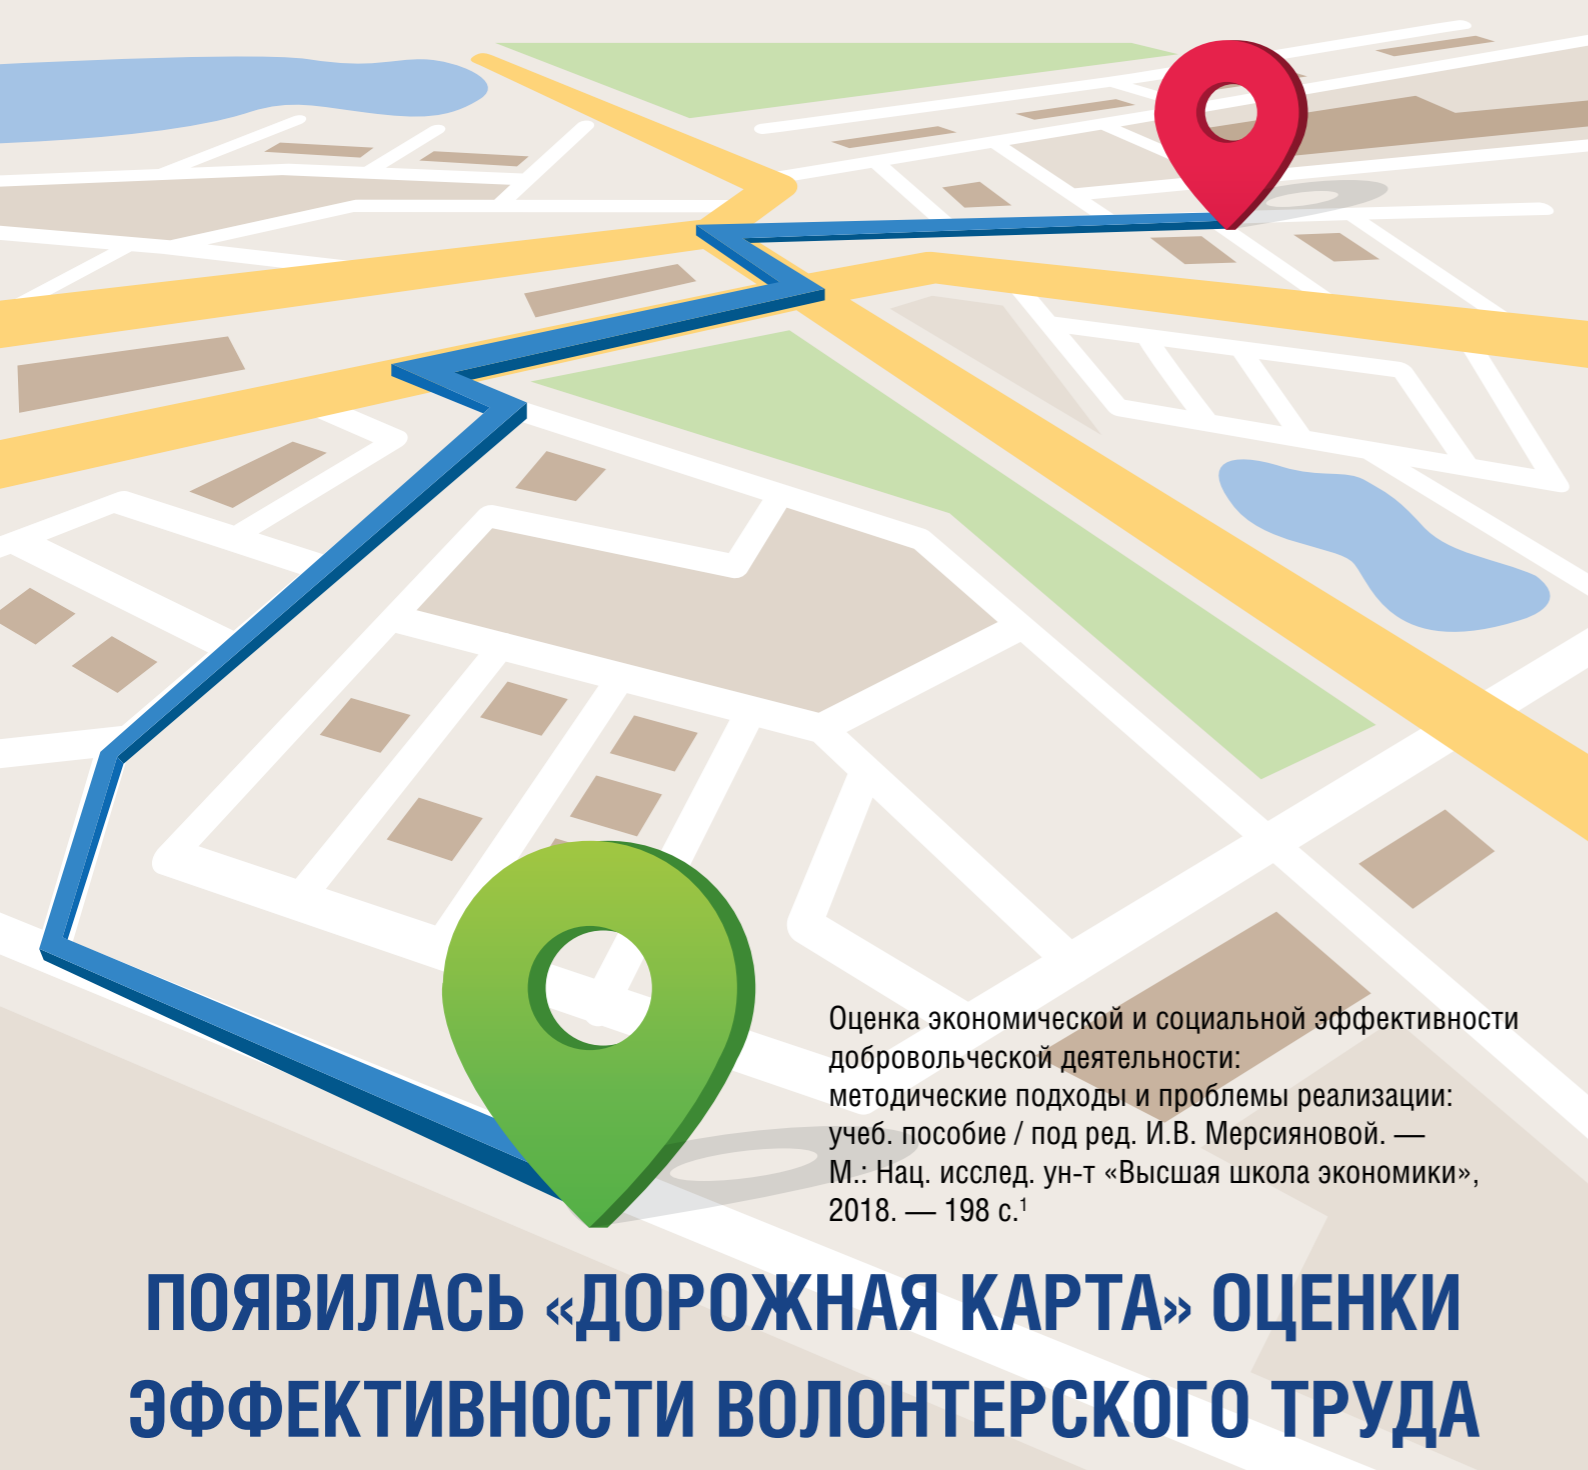 Оценка экономической и социальной эффективности
добровольческой деятельности:
методические подходы и проблемы реализации:
учеб. пособие / под ред. И.В. Мерсияновой. —
М.: Нац. исслед. ун-т «Высшая школа экономики»,
2018. — 198 с.¹
ПОЯВИЛАСЬ «ДОРОЖНАЯ КАРТА» ОЦЕНКИ
ЭФФЕКТИВНОСТИ ВОЛОНТЕРСКОГО ТРУДА